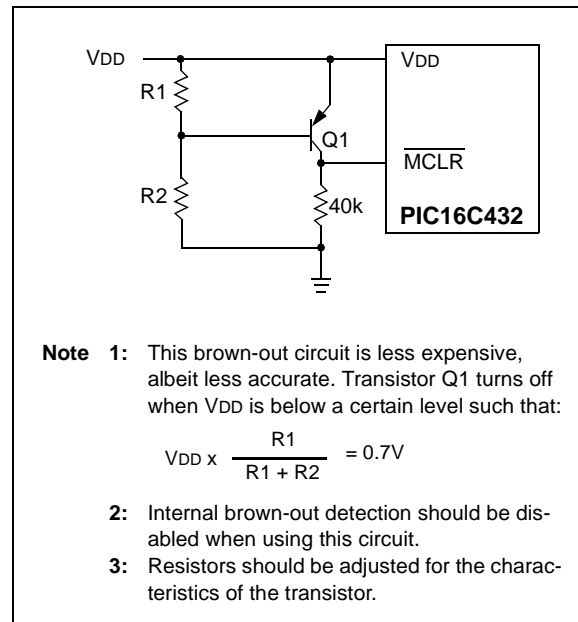 VDD
VDD
R1
Q1
MCLR
R2
40k
PIC16C432
Note 1: This brown-out circuit is less expensive,
albeit less accurate. Transistor Q1 turns off
when VDD is below a certain level such that:
VDD x R1 / R1 + R2 = 0.7V
2: Internal brown-out detection should be dis-
abled when using this circuit.
3: Resistors should be adjusted for the charac-
teristics of the transistor.